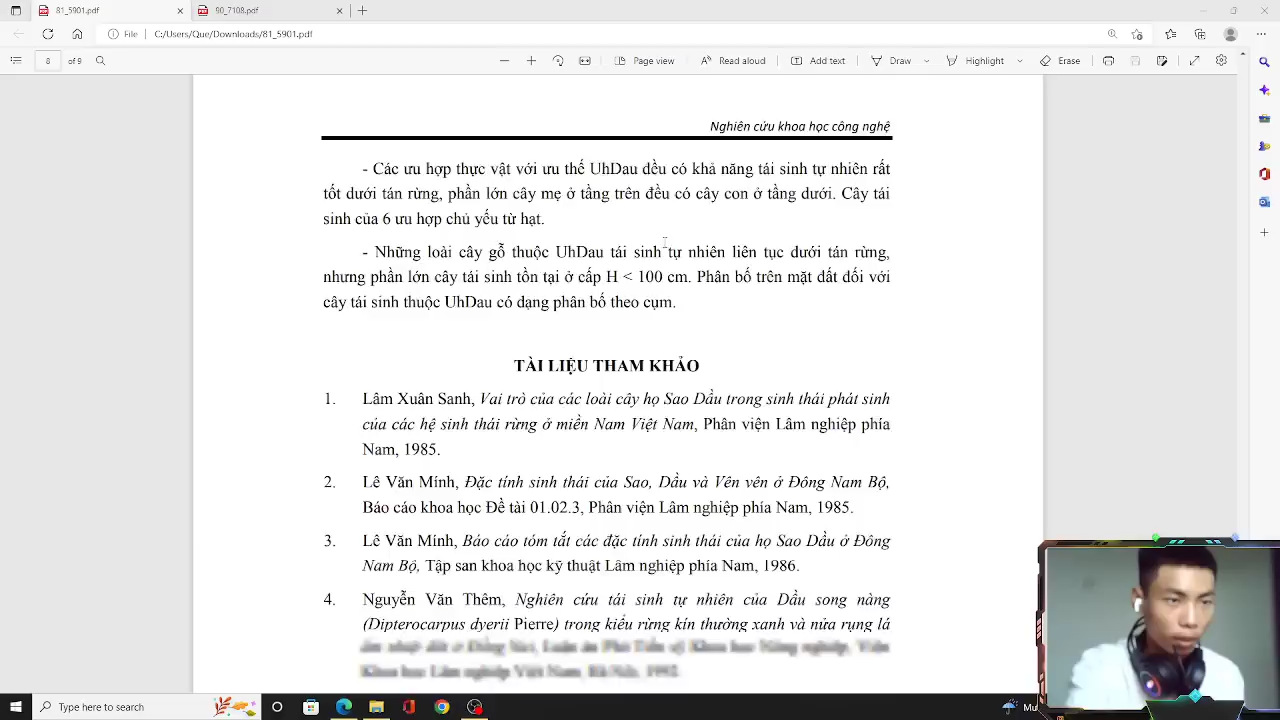 81_5901.pdf
90_7108.pdf
File
C:/Users/Que/Downloads/81_5901.pdf
8 of 9
Page view
Read aloud
Add text
Draw
Highlight
Erase
Nghiên cứu khoa học công nghệ
- Các ưu hợp thực vật với ưu thế UhDau đều có khả năng tái sinh tự nhiên rất
tốt dưới tán rừng, phần lớn cây mẹ ở tầng trên đều có cây con ở tầng dưới. Cây tái
sinh của 6 ưu hợp chủ yếu từ hạt.
- Những loài cây gỗ thuộc UhDau tái sinh tự nhiên liên tục dưới tán rừng,
nhưng phần lớn cây tái sinh tồn tại ở cấp H < 100 cm. Phân bố trên mặt đất đối với
cây tái sinh thuộc UhDau có dạng phân bố theo cụm.
TÀI LIỆU THAM KHẢO
1. Lâm Xuân Sanh, Vai trò của các loài cây họ Sao Dầu trong sinh thái phát sinh
của các hệ sinh thái rừng ở miền Nam Việt Nam, Phân viện Lâm nghiệp phía
Nam, 1985.
2. Lê Văn Mính, Đặc tính sinh thái của Sao, Dầu và Vên vên ở Đông Nam Bộ,
Báo cáo khoa học Đề tài 01.02.3, Phân viện Lâm nghiệp phía Nam, 1985.
3. Lê Văn Mính, Báo cáo tóm tắt các đặc tính sinh thái của họ Sao Dầu ở Đông
Nam Bộ, Tập san khoa học kỹ thuật Lâm nghiệp phía Nam, 1986.
4. Nguyễn Văn Thêm, Nghiên cứu tái sinh tự nhiên của Dầu song nàng
(Dipterocarpus dyerii Pierre) trong kiểu rừng kín thường xanh và nửa rụng lá
Type here to search